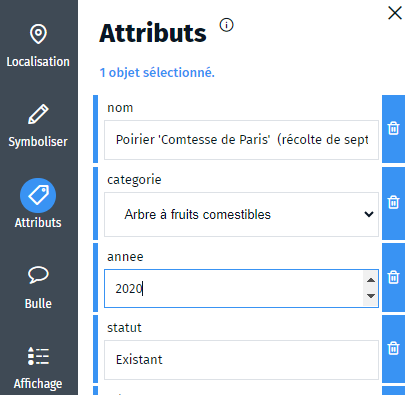 Attributs
1 objet sélectionné.
Localisation
Symboliser
Attributs
Bulle
Affichage
nom
Poirier 'Comtesse de Paris' (récolte de sept
categorie
Arbre à fruits comestibles
annee
2020
statut
Existant